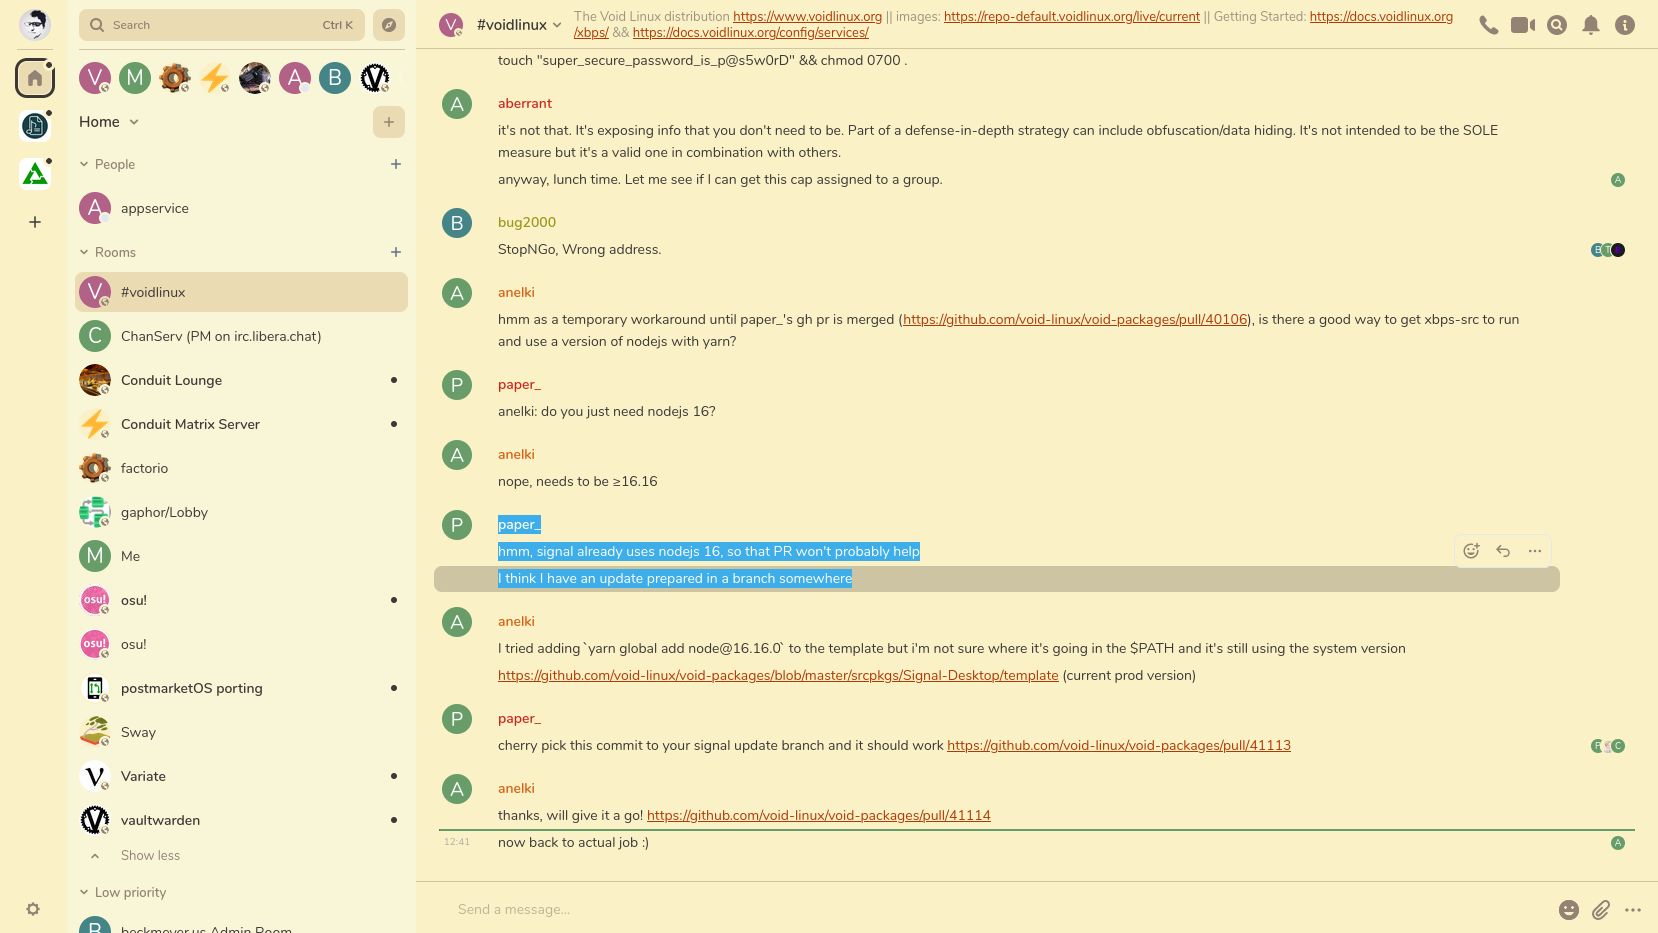 Search
Ctrl K
V
M
A
B
Home
People
A
appservice
Rooms
V
#voidlinux
C
ChanServ (PM on irc.libera.chat)
Conduit Lounge
Conduit Matrix Server
factorio
gaphor/Lobby
M
Me
osu!
osu!
osu!
osu!
postmarketOS porting
Sway
Variate
vaultwarden
Show less
Low priority
B
beckmeyer.us Admin Room
V
#voidlinux
The Void Linux distribution https://www.voidlinux.org || images: https://repo-default.voidlinux.org/live/current || Getting Started: https://docs.voidlinux.org
/xbps/ && https://docs.voidlinux.org/config/services/
touch "super_secure_password_is_p@s5w0rD" && chmod 0700 .
A
aberrant
it's not that. It's exposing info that you don't need to be. Part of a defense-in-depth strategy can include obfuscation/data hiding. It's not intended to be the SOLE
measure but it's a valid one in combination with others.
anyway, lunch time. Let me see if I can get this cap assigned to a group.
A
B
bug2000
StopNGo, Wrong address.
A
anelki
hmm as a temporary workaround until paper_'s gh pr is merged (https://github.com/void-linux/void-packages/pull/40106), is there a good way to get xbps-src to run
and use a version of nodejs with yarn?
P
paper_
anelki: do you just need nodejs 16?
A
anelki
nope, needs to be ≥16.16
P
paper_
hmm, signal already uses nodejs 16, so that PR won't probably help
I think I have an update prepared in a branch somewhere
A
anelki
I tried adding `yarn global add node@16.16.0` to the template but i'm not sure where it's going in the $PATH and it's still using the system version
https://github.com/void-linux/void-packages/blob/master/srcpkgs/Signal-Desktop/template (current prod version)
P
paper_
cherry pick this commit to your signal update branch and it should work https://github.com/void-linux/void-packages/pull/41113
C
A
anelki
thanks, will give it a go! https://github.com/void-linux/void-packages/pull/41114
12:41
now back to actual job :)
A
Send a message…